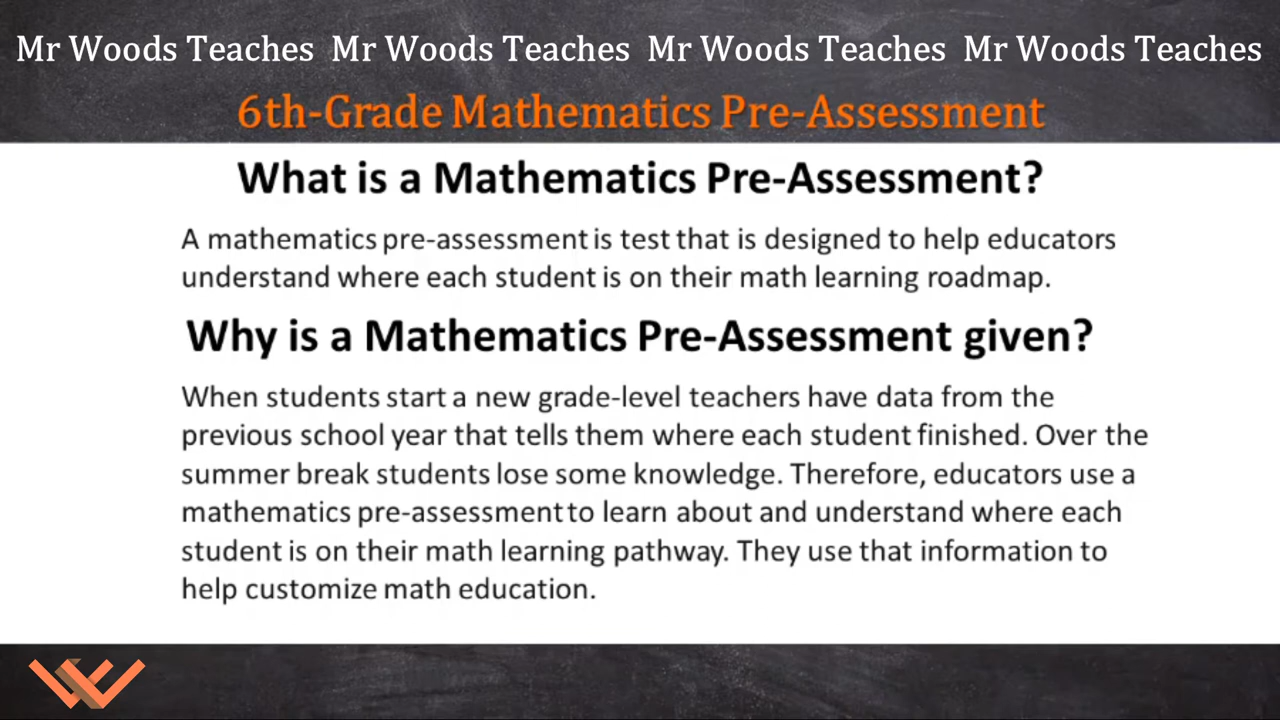 Mr Woods Teaches Mr Woods Teaches Mr Woods Teaches Mr Woods Teaches
6th-Grade Mathematics Pre-Assessment
What is a Mathematics Pre-Assessment?
A mathematics pre-assessment is test that is designed to help educators
understand where each student is on their math learning roadmap.
Why is a Mathematics Pre-Assessment given?
When students start a new grade-level teachers have data from the
previous school year that tells them where each student finished. Over the
summer break students lose some knowledge. Therefore, educators use a
mathematics pre-assessment to learn about and understand where each
student is on their math learning pathway. They use that information to
help customize math education.